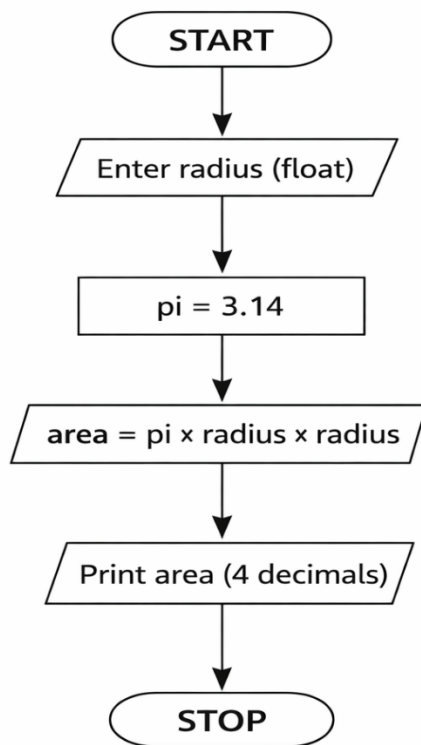 START
Enter radius (float)
pi = 3.14
area = pi × radius × radius
Print area (4 decimals)
STOP